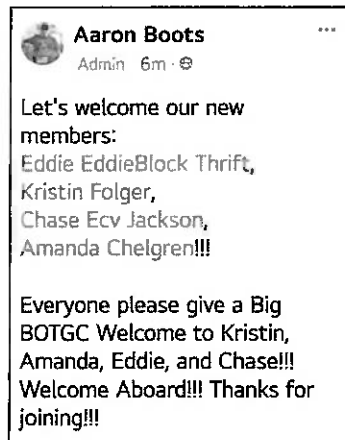 Aaron Boots
...
Admin 6m ·
Let's welcome our new
members:
Eddie EddieBlock Thrift,
Kristin Folger,
Chase Ecv Jackson,
Amanda Chelgren!!!
Everyone please give a Big
BOTGC Welcome to Kristin,
Amanda, Eddie, and Chase!!!
Welcome Aboard!!! Thanks for
joining!!!